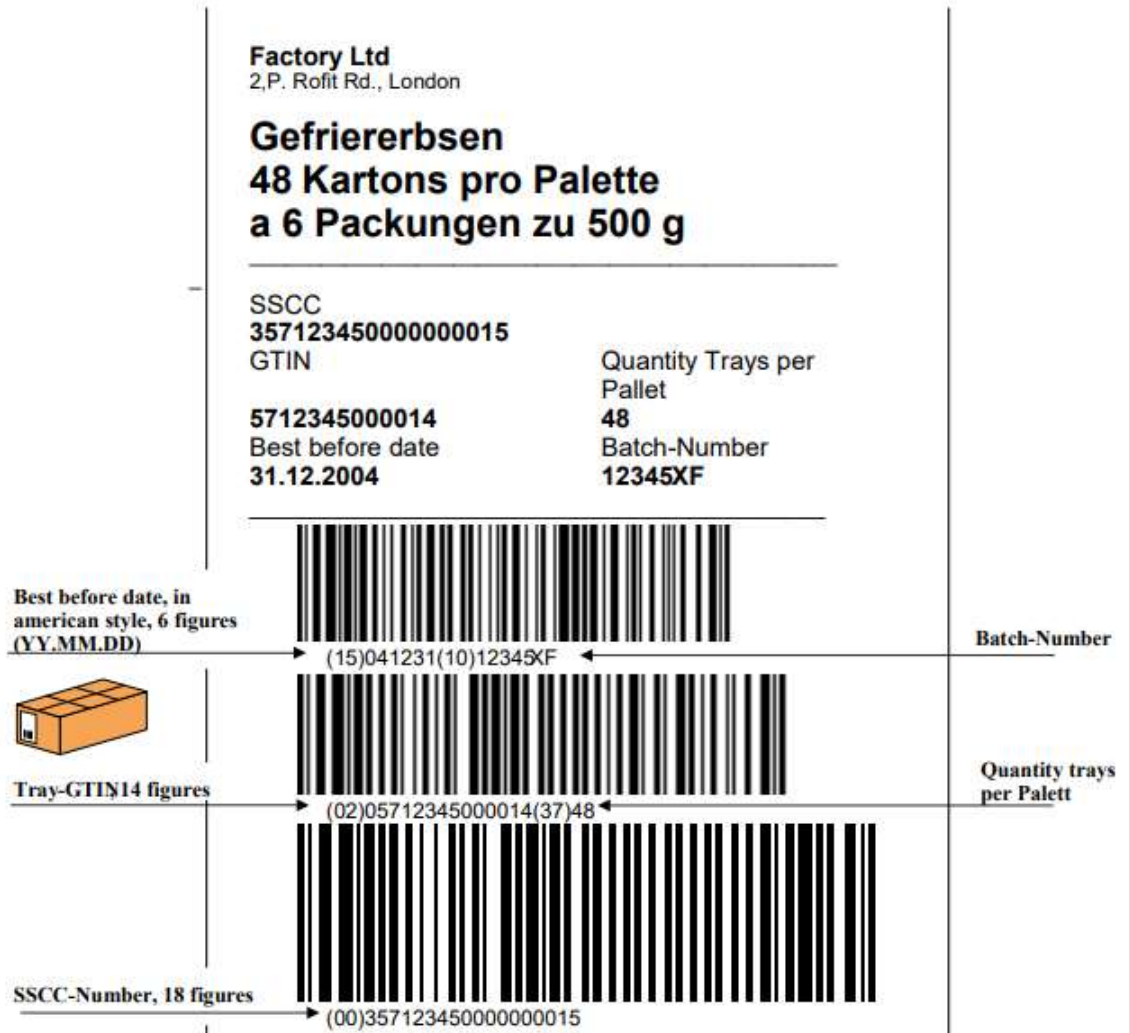 Factory Ltd
2,P. Rofit Rd., London
Gefriererbsen
48 Kartons pro Palette
a 6 Packungen zu 500 g
SSCC
357123450000000015
GTIN
Quantity Trays per
Pallet
5712345000014
48
Best before date
Batch-Number
31.12.2004
12345XF
Best before date, in
american style, 6 figures
(YY.MM.DD)
Batch-Number
(15)041231(10)12345XF
Tray-GTIN14 figures
Quantity trays
per Palett
(02)05712345000014(37)48
SSCC-Number, 18 figures
(00)357123450000000015